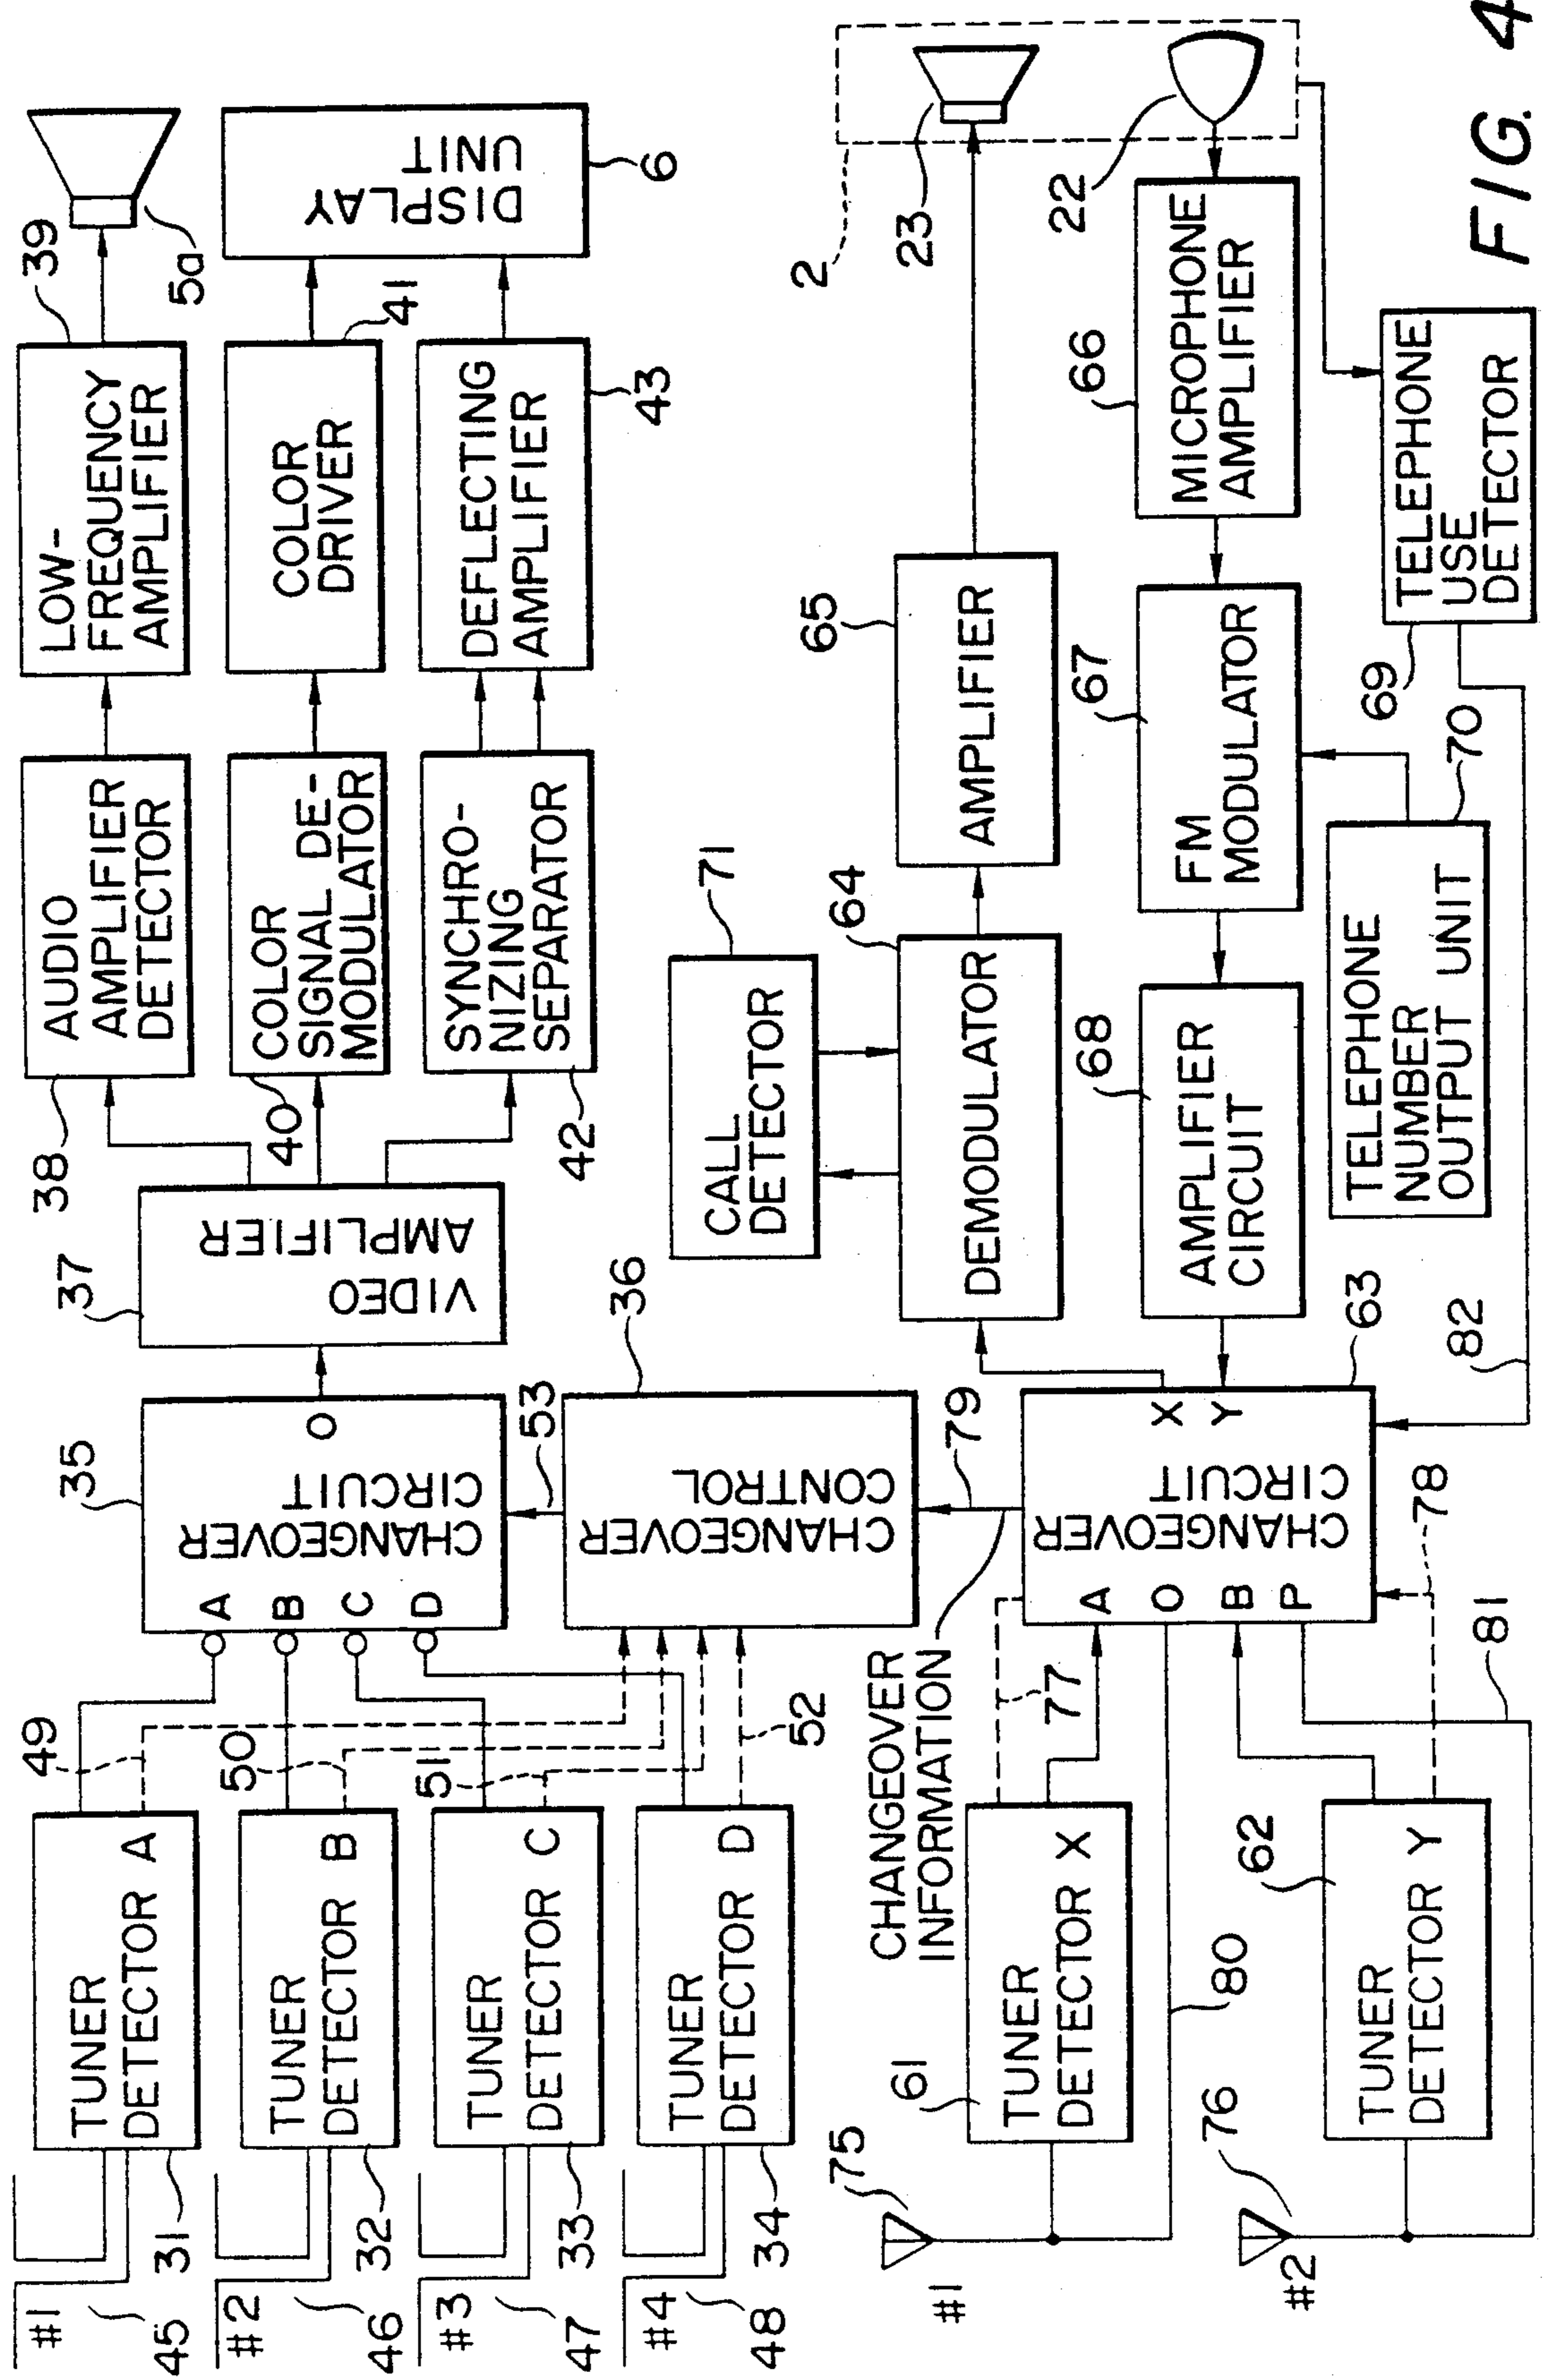 FIG. 4
#1
45
31
TUNER
DETECTOR A
49
#2
46
32
TUNER
DETECTOR B
50
#3
47
33
TUNER
DETECTOR C
51
#4
48
34
TUNER
DETECTOR D
52
35
A
B
C
D
O
CHANGEOVER
CIRCUIT
53
36
CHANGEOVER
CONTROL
37
VIDEO
AMPLIFIER
38
AUDIO
AMPLIFIER
DETECTOR
39
LOW-
FREQUENCY
AMPLIFIER
5a
40
COLOR
SIGNAL DE-
MODULATOR
41
COLOR
DRIVER
42
SYNCHRO-
NIZING
SEPARATOR
43
DEFLECTING
AMPLIFIER
DISPLAY
UNIT
6
CHANGEOVER
INFORMATION
79
75
#1
61
TUNER
DETECTOR X
77
80
76
#2
62
TUNER
DETECTOR Y
78
81
63
A
O
B
P
X
Y
CHANGEOVER
CIRCUIT
82
71
CALL
DETECTOR
64
DEMODULATOR
65
AMPLIFIER
23
2
22
68
AMPLIFIER
CIRCUIT
67
FM
MODULATOR
66
MICROPHONE
AMPLIFIER
70
TELEPHONE
NUMBER
OUTPUT UNIT
69
TELEPHONE
USE
DETECTOR